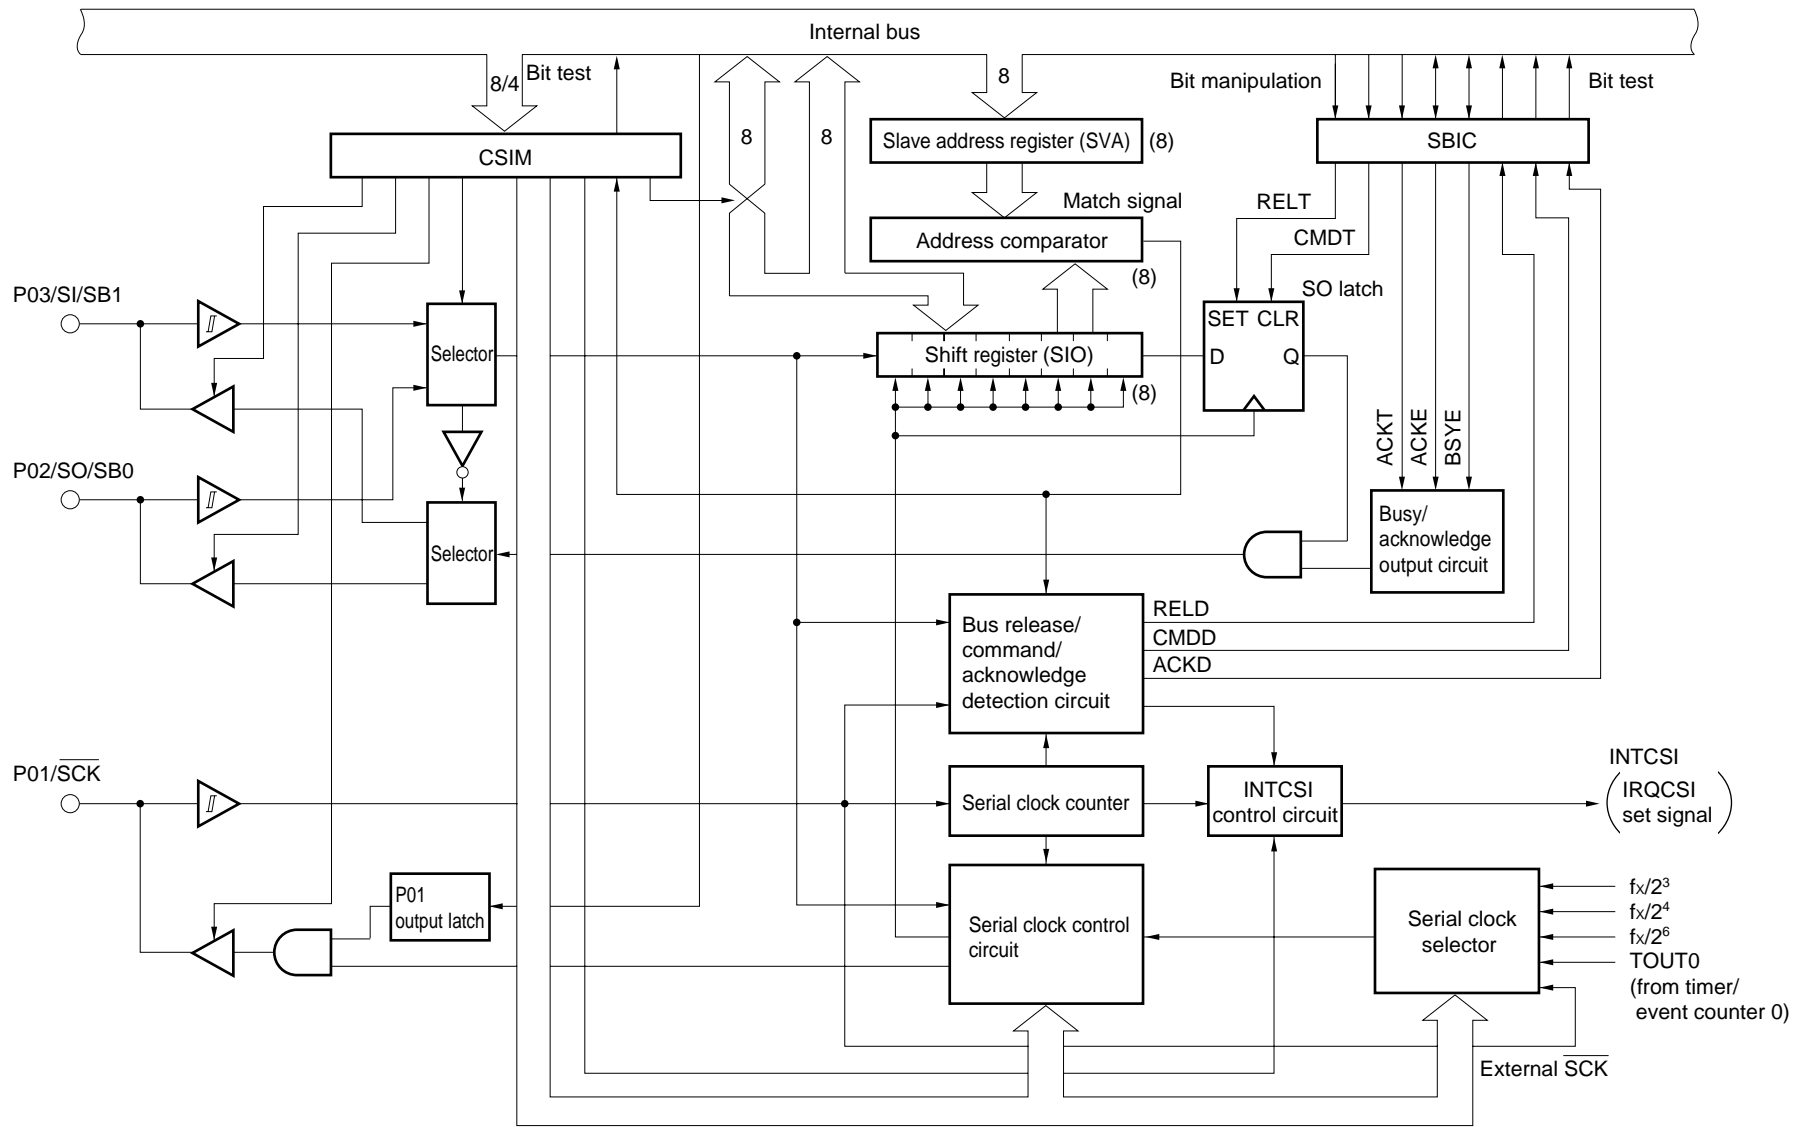 Internal bus
8/4
Bit test
8
8
8
Bit manipulation
Bit test
CSIM
Slave address register (SVA)
(8)
SBIC
Match signal
RELT
Address comparator
CMDT
(8)
P03/SI/SB1
SO latch
SET CLR
Selector
Shift register (SIO)
D
Q
(8)
ACKT
ACKE
BSYE
P02/SO/SB0
Selector
Busy/
acknowledge
output circuit
Bus release/
command/
acknowledge
detection circuit
RELD
CMDD
ACKD
P01/S̅C̅K̅
Serial clock counter
INTCSI
control circuit
INTCSI
(IRQCSI
set signal)
P01
output latch
Serial clock control
circuit
Serial clock
selector
fX/2³
fX/2⁴
fX/2⁶
TOUT0
(from timer/
event counter 0)
External S̅C̅K̅